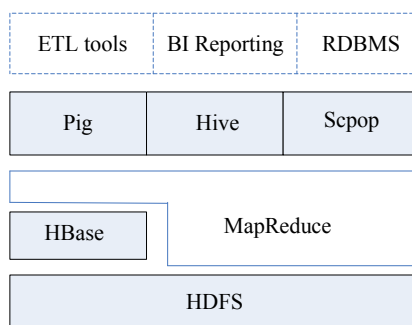 ETL tools BI Reporting RDBMS
Pig Hive Scpop
MapReduce
HBase
HDFS